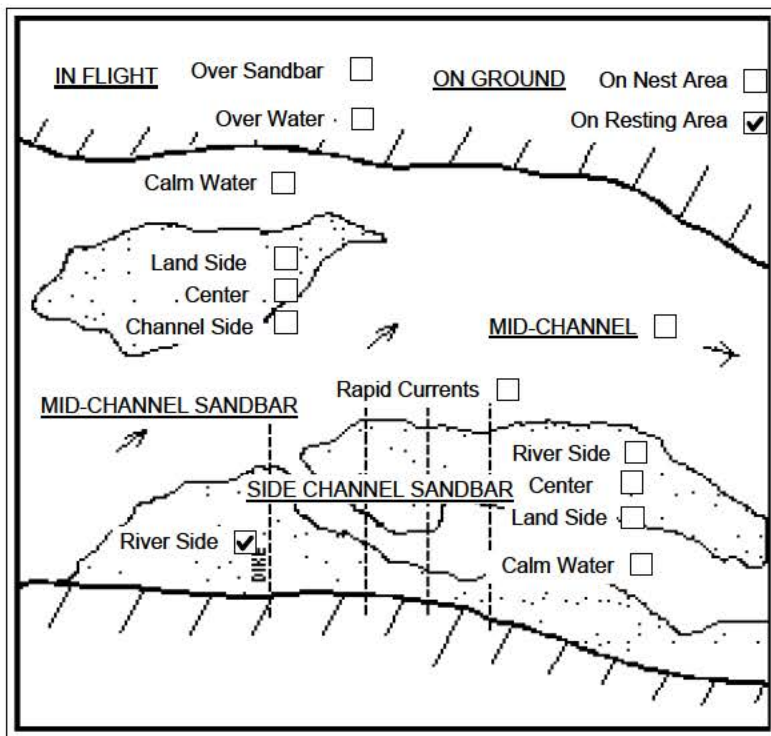 IN FLIGHT Over Sandbar ON GROUND On Nest Area
Over Water On Resting Area
Calm Water
Land Side
Center
Channel Side
MID-CHANNEL
Rapid Currents
MID-CHANNEL SANDBAR
River Side
SIDE CHANNEL SANDBAR Center
Land Side
River Side
DIKE
Calm Water